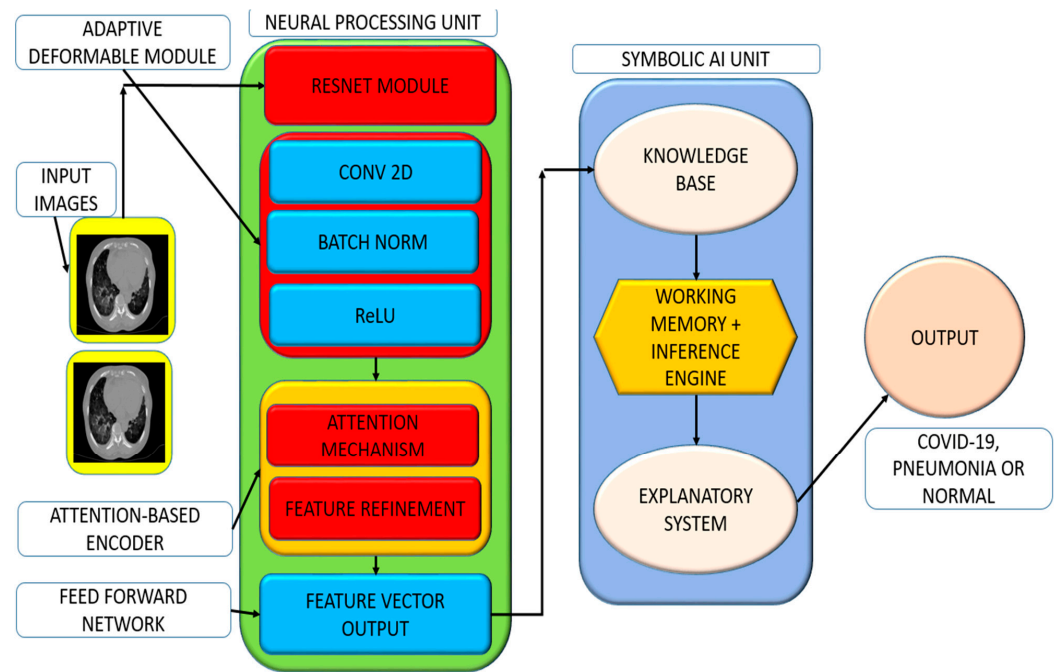 ADAPTIVE
DEFORMABLE MODULE
NEURAL PROCESSING UNIT
RESNET MODULE
INPUT
IMAGES
CONV 2D
BATCH NORM
ReLU
ATTENTION
MECHANISM
FEATURE REFINEMENT
ATTENTION-BASED
ENCODER
FEED FORWARD
NETWORK
FEATURE VECTOR
OUTPUT
SYMBOLIC AI UNIT
KNOWLEDGE
BASE
WORKING
MEMORY +
INFERENCE
ENGINE
EXPLANATORY
SYSTEM
OUTPUT
COVID-19,
PNEUMONIA OR
NORMAL